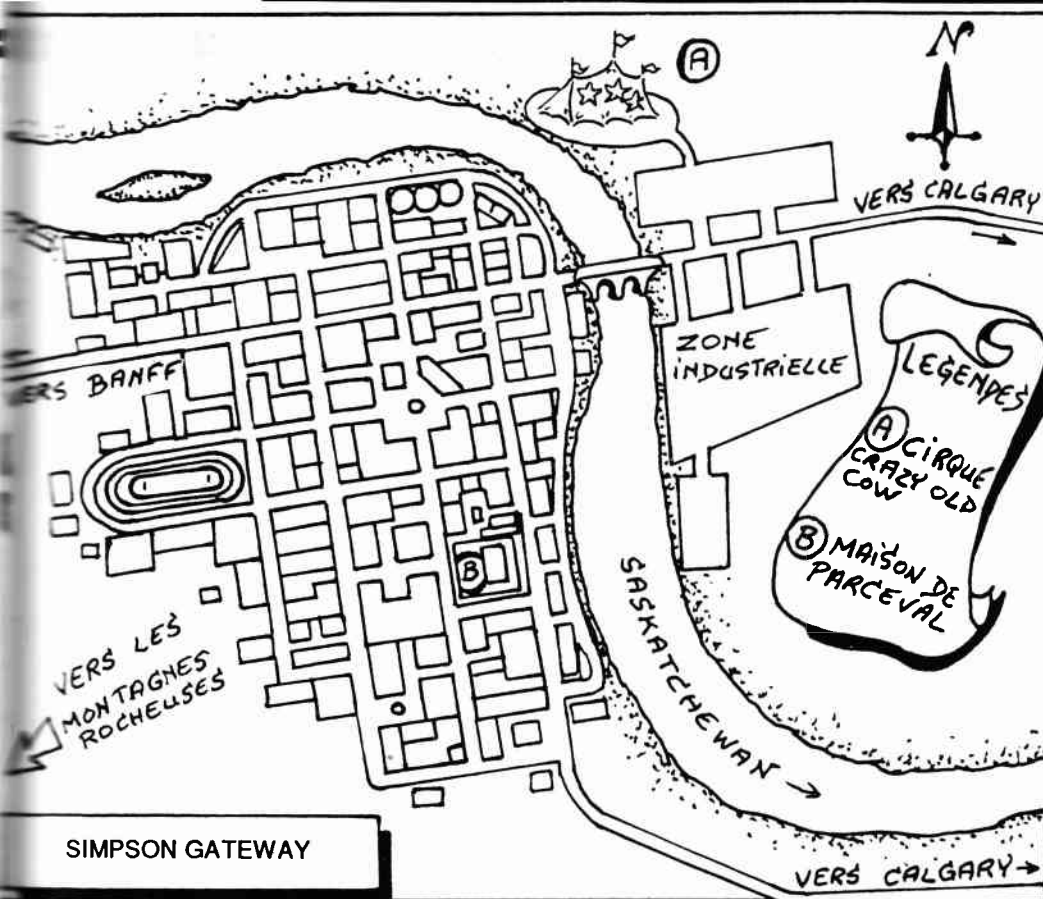 A
N
VERS CALGARY
ZONE
INDUSTRIELLE
LEGENDES
A CIRQUE
CRAZY OLD
COW
B MAISON DE
PARCEVAL
ERS BANFF
B
VERS LES
MONTAGNES
ROCHEUSES
SASKATCHEWAN
SIMPSON GATEWAY
VERS CALGARY